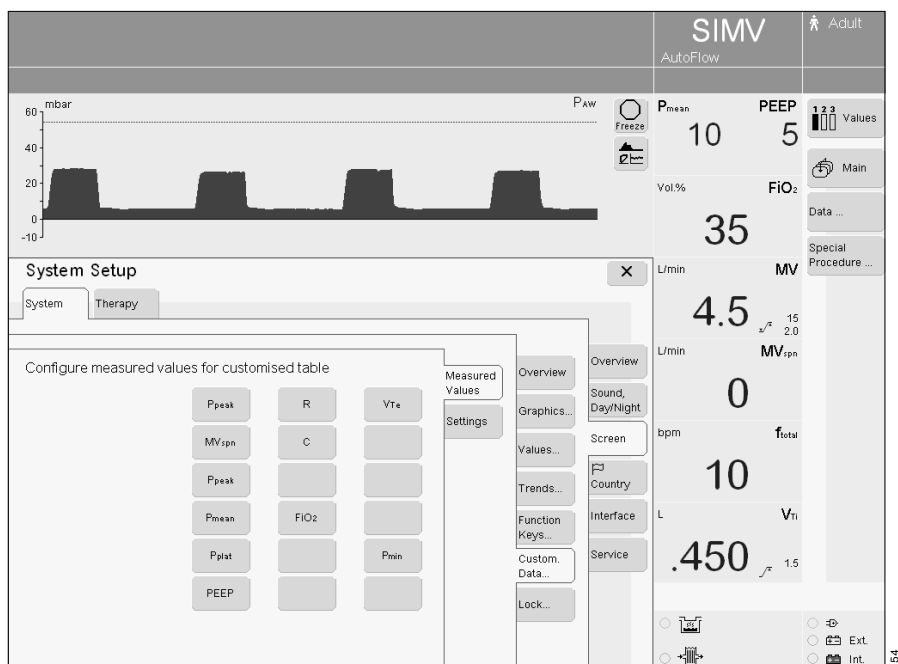 SIMV
AutoFlow
Adult
mbar
PAW
60
40
20
0
-10
Freeze
Pmean PEEP
10 5
Vol.% FiO2
35
L/min MV
4.5 15
2.0
L/min MVspn
0
bpm ftotal
10
L VTi
.450 1.5
1 2 3
Values
Main
Data ...
Special
Procedure ...
System Setup
System
Therapy
Configure measured values for customised table
Ppeak R VTe
MVspn C
Ppeak
Pmean FiO2
Pplat Pmin
PEEP
Measured
Values
Settings
Overview
Graphics...
Values...
Trends...
Function
Keys...
Custom.
Data...
Lock...
Overview
Sound,
Day/Night
Screen
Country
Interface
Service
Ext.
Int.
54